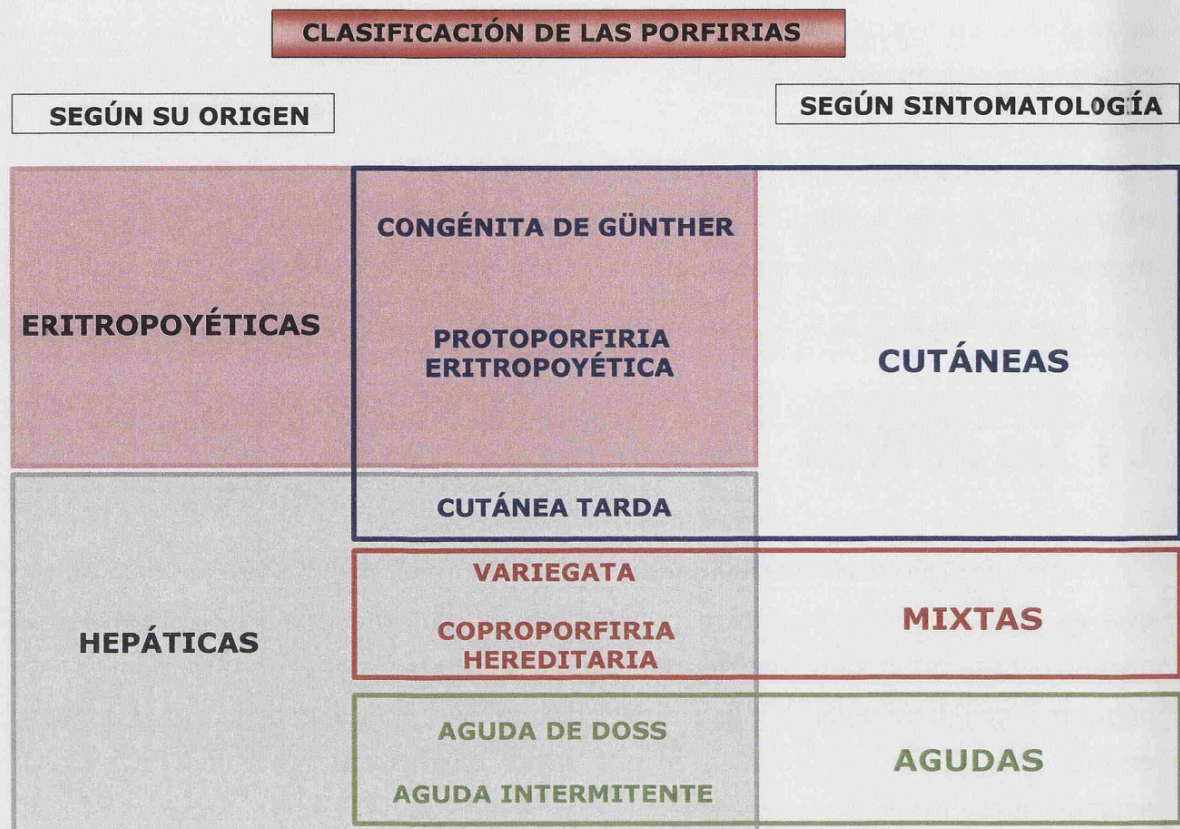 CLASIFICACIÓN DE LAS PORFIRIAS
SEGÚN SU ORIGEN
SEGÚN SINTOMATOLOGÍA
ERITROPOYÉTICAS
CONGÉNITA DE GÜNTHER
PROTOPORFIRIA
ERITROPOYÉTICA
CUTÁNEAS
CUTÁNEA TARDA
HEPÁTICAS
VARIEGATA
COPROPORFIRIA
HEREDITARIA
MIXTAS
AGUDA DE DOSS
AGUDA INTERMITENTE
AGUDAS